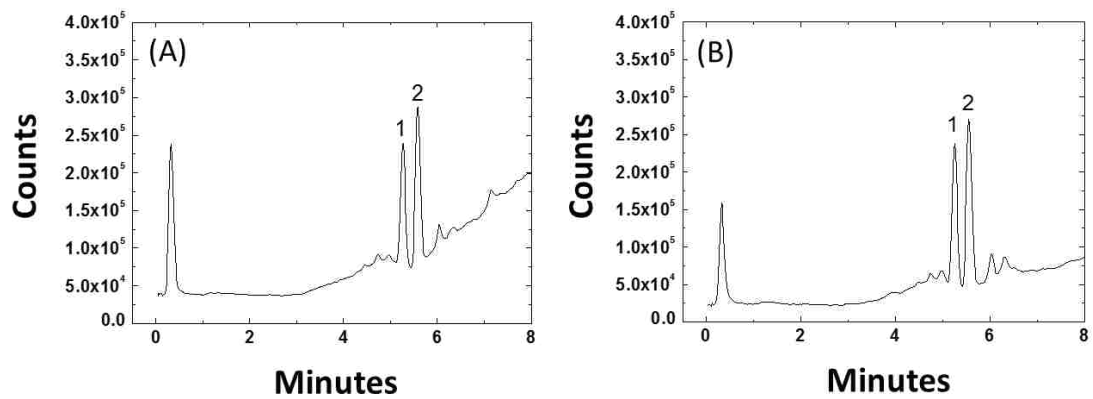 (A)
4.0x10⁵
3.5x10⁵
3.0x10⁵
2.5x10⁵
2.0x10⁵
1.5x10⁵
1.0x10⁵
5.0x10⁴
0.0
Counts
1
2
0 2 4 6 8
Minutes
(B)
4.0x10⁵
3.5x10⁵
3.0x10⁵
2.5x10⁵
2.0x10⁵
1.5x10⁵
1.0x10⁵
5.0x10⁴
0.0
Counts
1
2
0 2 4 6 8
Minutes